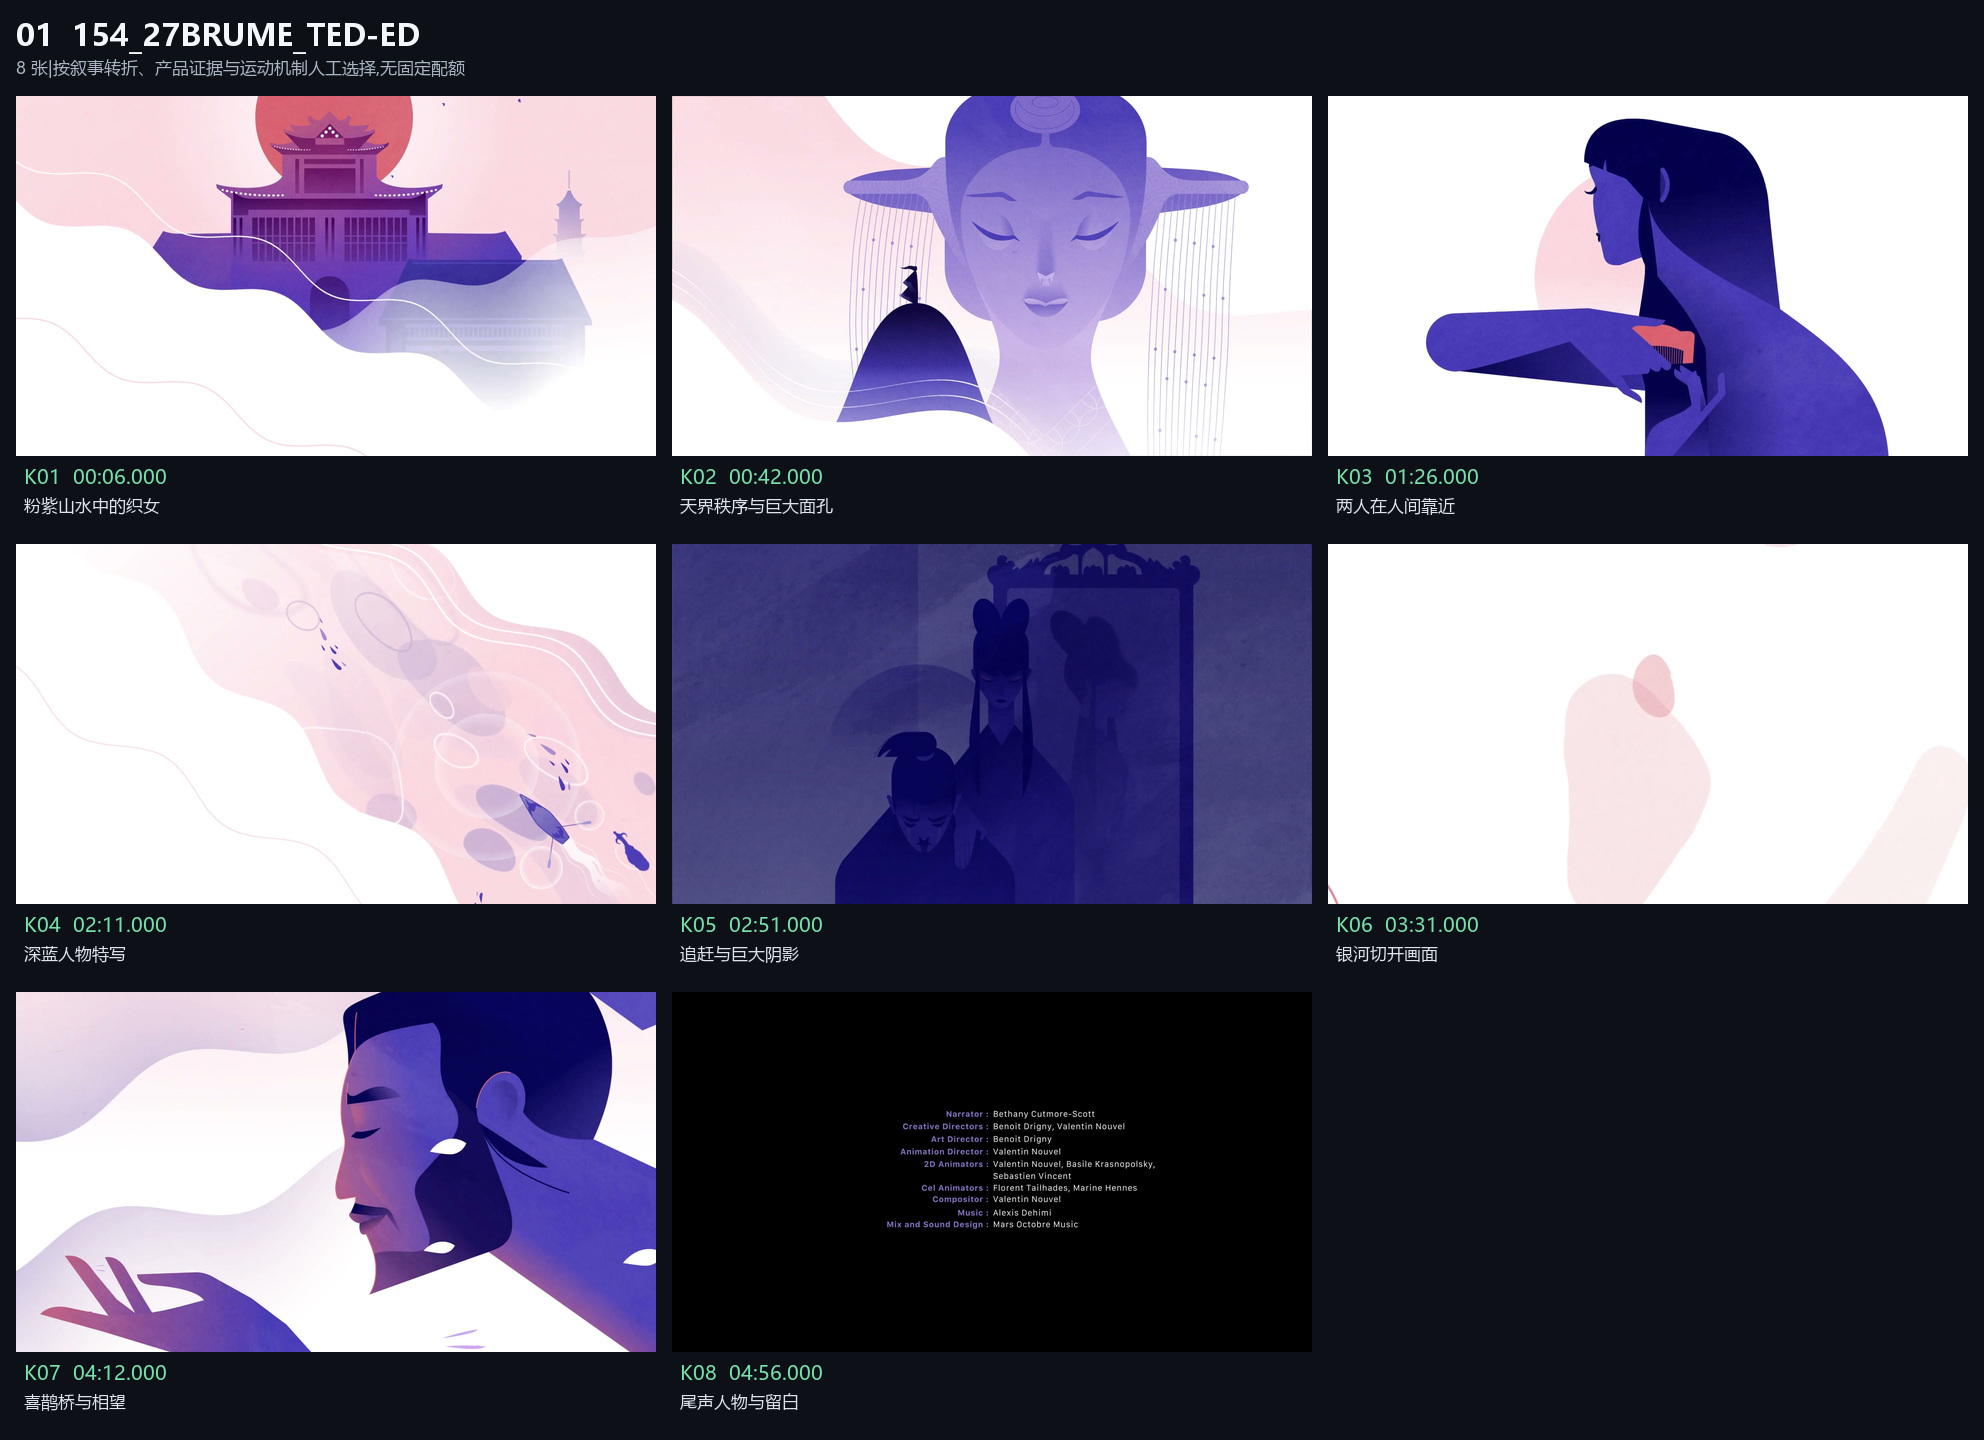 01 154_27BRUME_TED-ED
8 张|按叙事转折、产品证据与运动机制人工选择,无固定配额
K01 00:06.000
粉紫山水中的织女
K02 00:42.000
天界秩序与巨大面孔
K03 01:26.000
两人在人间靠近
K04 02:11.000
深蓝人物特写
K05 02:51.000
追赶与巨大阴影
K06 03:31.000
银河切开画面
Narrator : Bethany Cutmore-Scott
Creative Directors : Benoit Drigny, Valentin Nouvel
Art Director : Benoit Drigny
Animation Director : Valentin Nouvel
2D Animators : Valentin Nouvel, Basile Krasnopolsky,
Sebastien Vincent
Cel Animators : Florent Tailhades, Marine Hennes
Compositor : Valentin Nouvel
Music : Alexis Dehimi
Mix and Sound Design : Mars Octobre Music
K07 04:12.000
喜鹊桥与相望
K08 04:56.000
尾声人物与留白